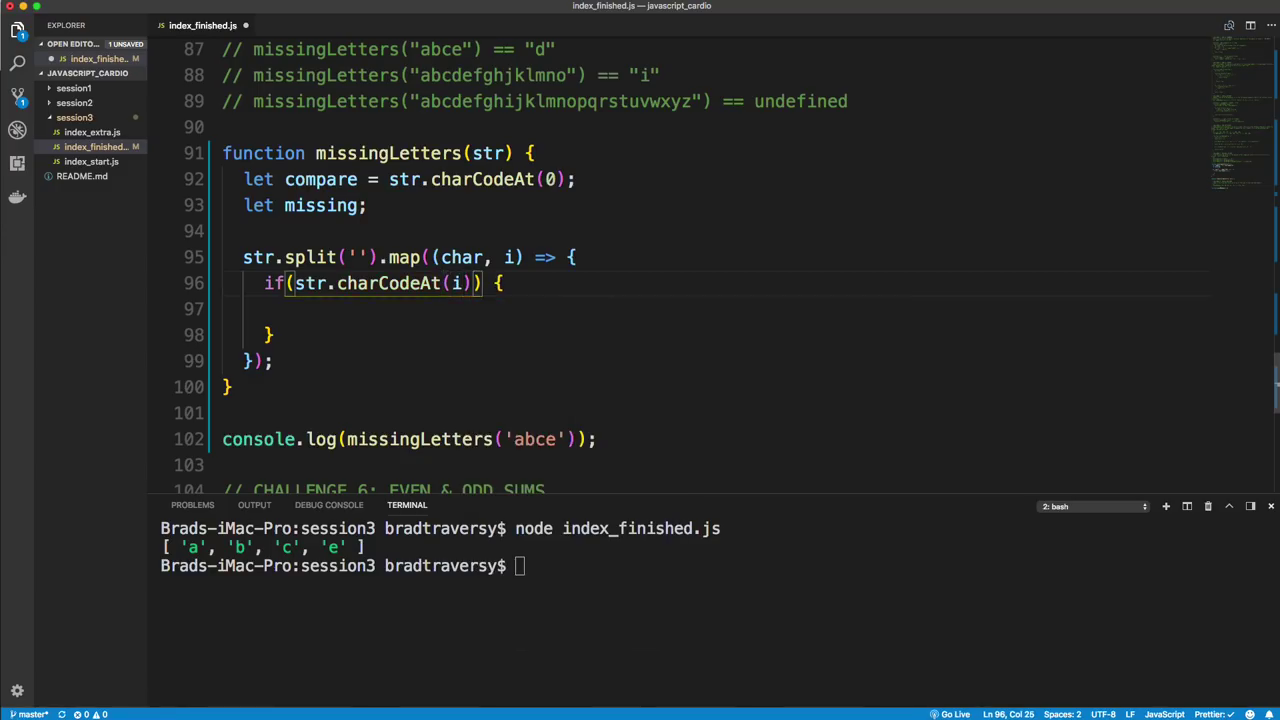 index_finished.js — javascript_cardio
EXPLORER
index_finished.js
OPEN EDITO... 1 UNSAVED
index_finishe...
JAVASCRIPT_CARDIO
session1
session2
session3
JS index_extra.js
JS index_finished...
JS index_start.js
README.md
1
1
87 // missingLetters("abce") == "d"
88 // missingLetters("abcdefghjklmno") == "i"
89 // missingLetters("abcdefghijklmnopqrstuvwxyz") == undefined
90
91 function missingLetters(str) {
92 let compare = str.charCodeAt(0);
93 let missing;
94
95 str.split('').map((char, i) => {
96 if(str.charCodeAt(i)) {
97
98 }
99 });
100 }
101
102 console.log(missingLetters('abce'));
103
104 // CHALLENGE 6: EVEN & ODD SUMS
PROBLEMS OUTPUT DEBUG CONSOLE TERMINAL 2: bash
Brads-iMac-Pro:session3 bradtraversy$ node index_finished.js
[ 'a', 'b', 'c', 'e' ]
Brads-iMac-Pro:session3 bradtraversy$
master* 0 0 Go Live Ln 96, Col 25 Spaces: 2 UTF-8 LF JavaScript Prettier: ✓